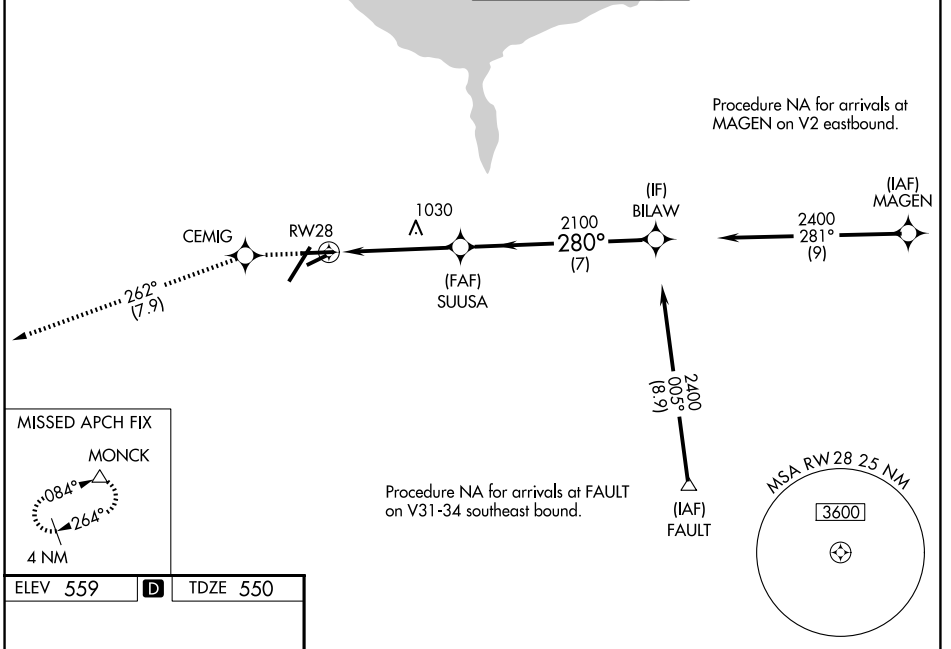 Procedure NA for arrivals at
MAGEN on V2 eastbound.
(IAF)
MAGEN
2400
281°
(9)
(IF)
BILAW
2100
280°
(7)
1030
(FAF)
SUUSA
RW28
CEMIG
262°
(7.9)
2400
005°
(8.9)
(IAF)
FAULT
Procedure NA for arrivals at FAULT
on V31-34 southeast bound.
MISSED APCH FIX
MONCK
084°
264°
4 NM
MSA RW 28 25 NM
3600
ELEV 559 D TDZE 550